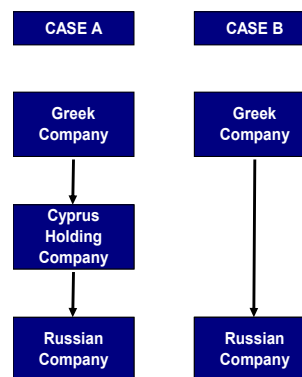 CASE A
CASE B
Greek
Company
Greek
Company
Cyprus
Holding
Company
Russian
Company
Russian
Company